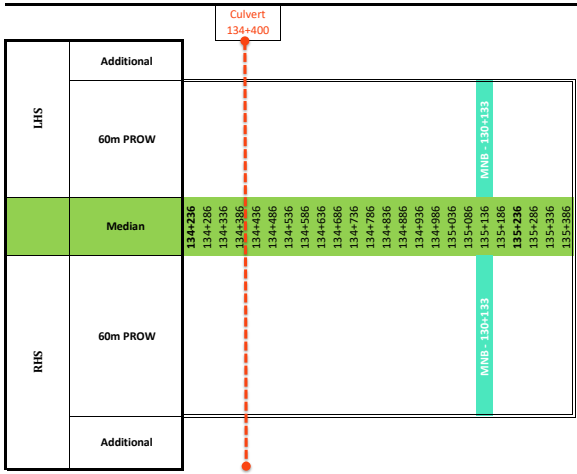 Culvert
134+400
Additional
LHS
60m PROW
MNB - 130+133
Median
134+236
134+286
134+336
134+386
134+436
134+486
134+536
134+586
134+636
134+686
134+736
134+786
134+836
134+886
134+936
134+986
135+036
135+086
135+136
135+186
135+236
135+286
135+336
135+386
RHS
60m PROW
MNB - 130+133
Additional